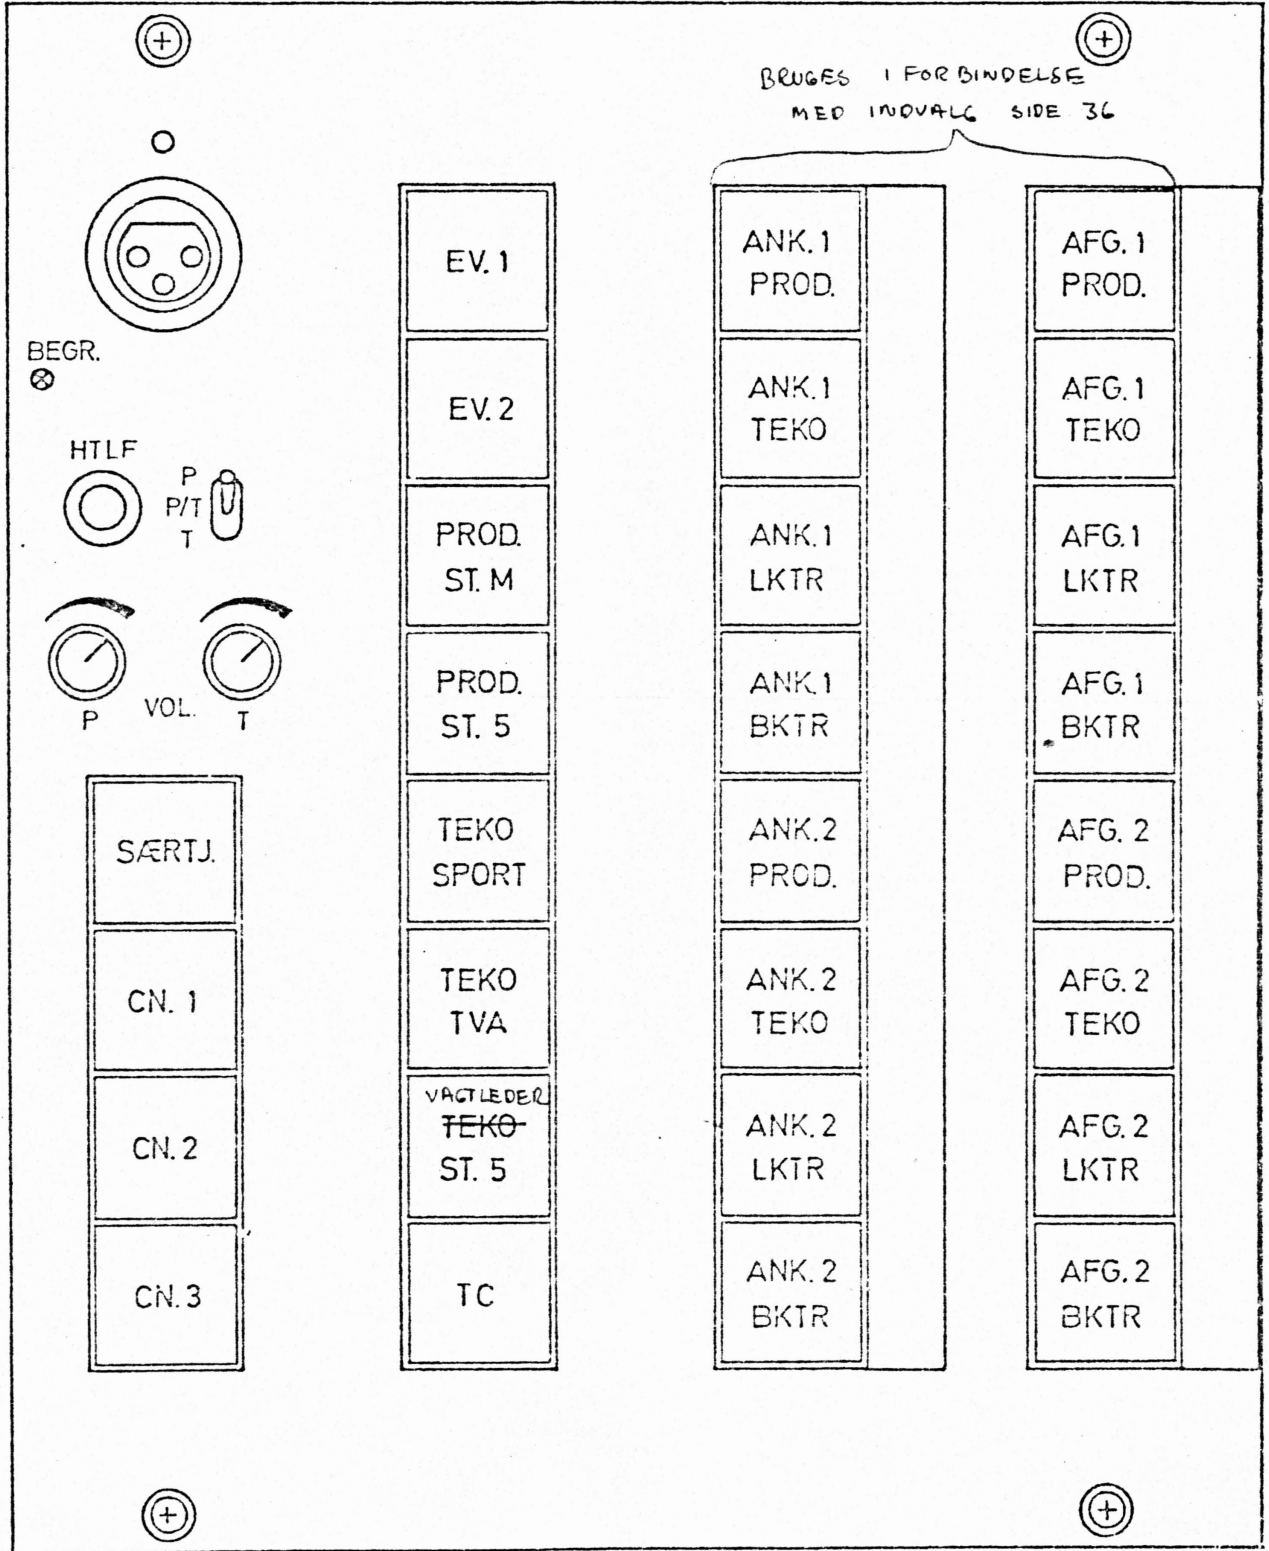 BRUGES I FORBINDELSE
MED INDVALG SIDE 36
BEGR.
HTLF
P
P/T
T
P VOL. T
SÆRTJ.
CN. 1
CN. 2
CN. 3
EV. 1
EV. 2
PROD.
ST. M
PROD.
ST. 5
TEKO
SPORT
TEKO
TVA
VAGTLEDER
TEKO
ST. 5
TC
ANK. 1
PROD.
ANK. 1
TEKO
ANK. 1
LKTR
ANK. 1
BKTR
ANK. 2
PROD.
ANK. 2
TEKO
ANK. 2
LKTR
ANK. 2
BKTR
AFG. 1
PROD.
AFG. 1
TEKO
AFG. 1
LKTR
AFG. 1
BKTR
AFG. 2
PROD.
AFG. 2
TEKO
AFG. 2
LKTR
AFG. 2
BKTR